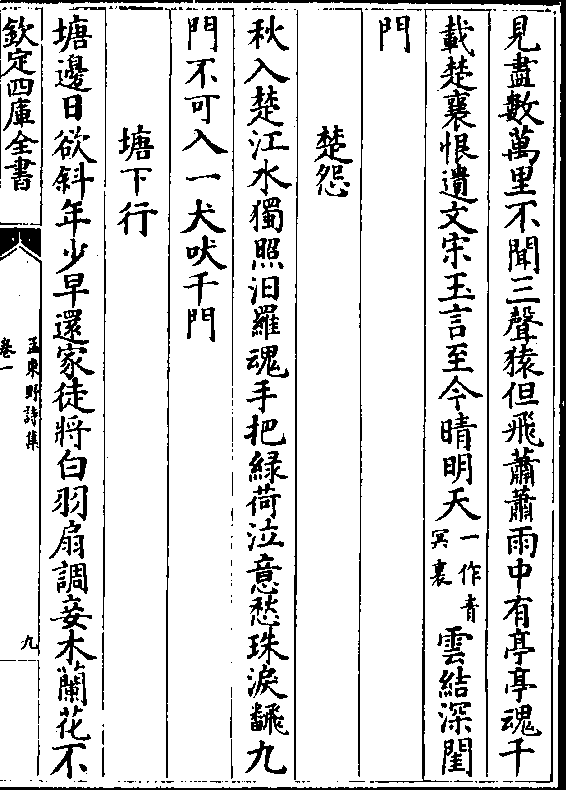 見盡數萬里不聞三聲猿但飛蕭蕭雨中有亭亭魂千
載楚襄恨遺文宋玉言至今晴明天一作青冥裏雲結深閨
門
楚怨
秋入楚江水獨照汨羅魂手把綠荷泣意愁珠淚飜九
門不可入一犬吠千門
塘下行
塘邊日欲斜年少早還家徒將白羽扇調妾木蘭花不
欽定四庫全書
孟東野詩集
卷一
九